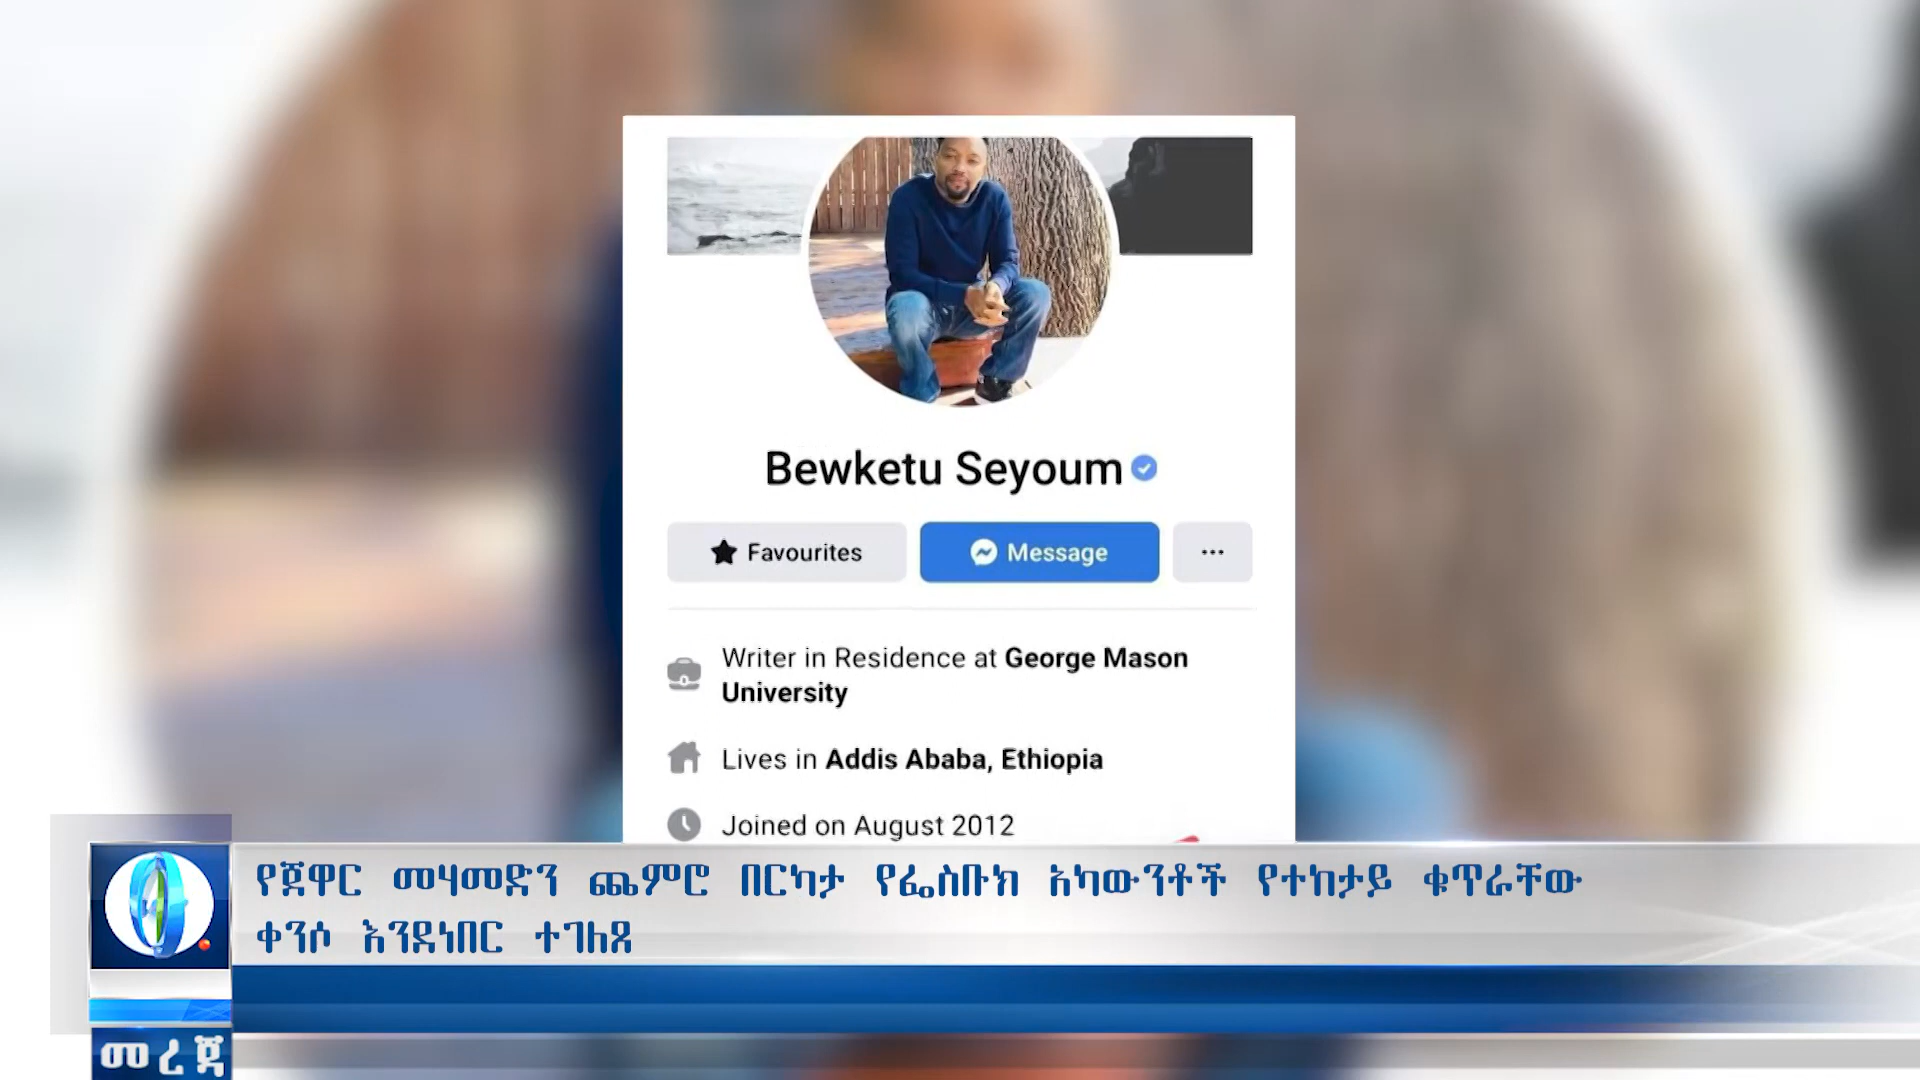 Bewketu Seyoum
Favourites
Message
Writer in Residence at George Mason
University
Lives in Addis Ababa, Ethiopia
Joined on August 2012
የጀዋር መሃመድን ጨምሮ በርካታ የፌስቡክ አካውንቶች የተከታይ ቁጥራቸው
ቀንሶ እንደነበር ተገለጸ
መረጃ